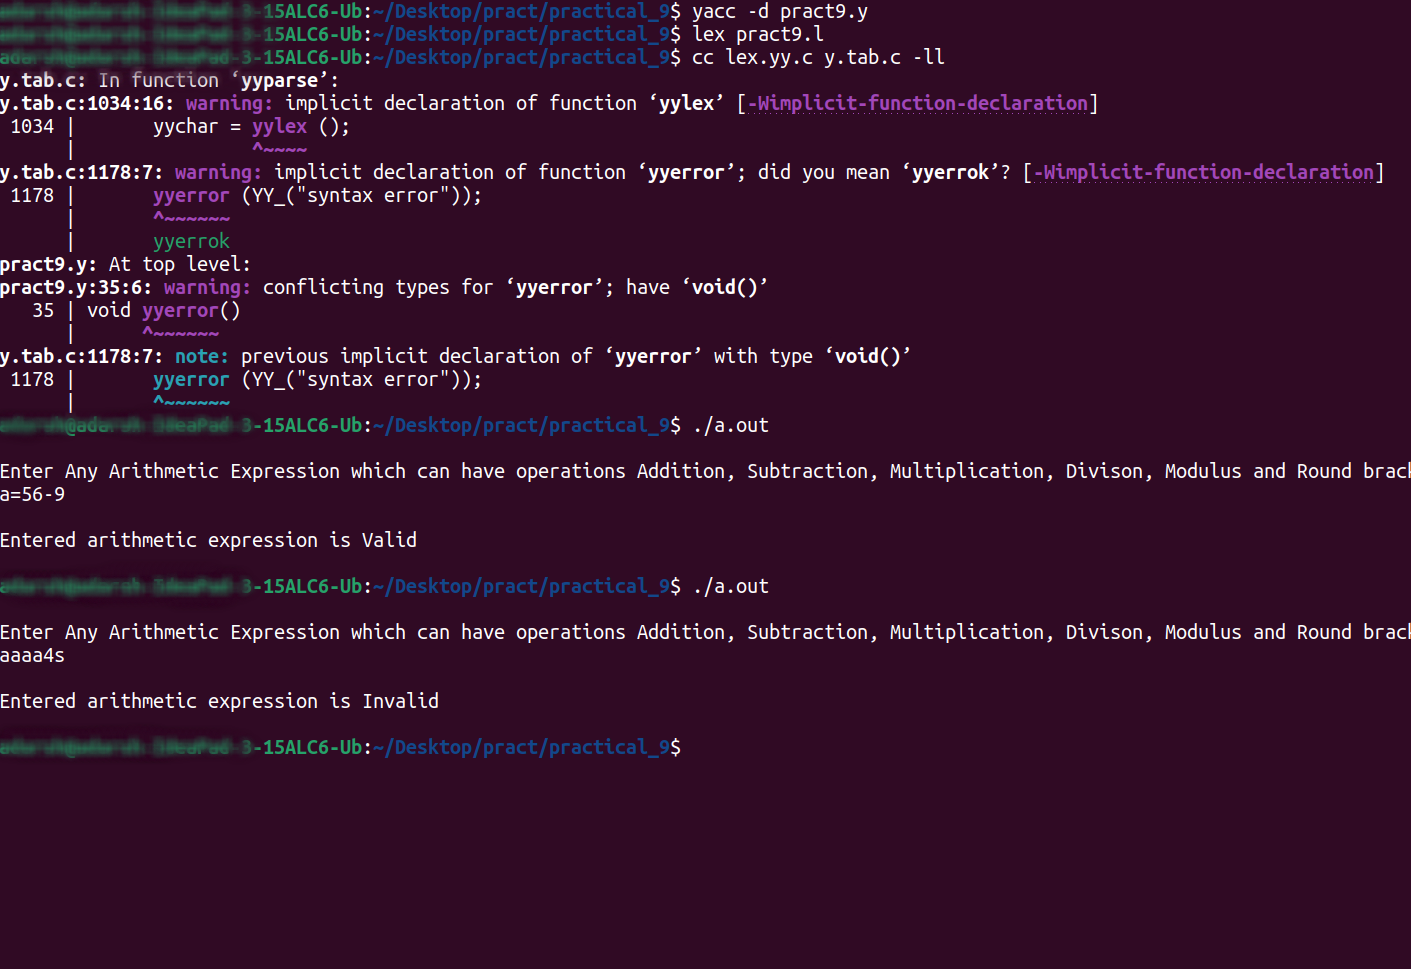 -3-15ALC6-Ub:~/Desktop/pract/practical_9$ yacc -d pract9.y
-3-15ALC6-Ub:~/Desktop/pract/practical_9$ lex pract9.l
-3-15ALC6-Ub:~/Desktop/pract/practical_9$ cc lex.yy.c y.tab.c -ll
y.tab.c: In function ‘yyparse’:
y.tab.c:1034:16: warning: implicit declaration of function ‘yylex’ [-Wimplicit-function-declaration]
1034 | yychar = yylex ();
| ^~~~~
y.tab.c:1178:7: warning: implicit declaration of function ‘yyerror’; did you mean ‘yyerrok’? [-Wimplicit-function-declaration]
1178 | yyerror (YY_("syntax error"));
| ^~~~~~~
| yyerrok
pract9.y: At top level:
pract9.y:35:6: warning: conflicting types for ‘yyerror’; have ‘void()’
35 | void yyerror()
| ^~~~~~~
y.tab.c:1178:7: note: previous implicit declaration of ‘yyerror’ with type ‘void()’
1178 | yyerror (YY_("syntax error"));
| ^~~~~~~
-3-15ALC6-Ub:~/Desktop/pract/practical_9$ ./a.out
Enter Any Arithmetic Expression which can have operations Addition, Subtraction, Multiplication, Divison, Modulus and Round brack
a=56-9
Entered arithmetic expression is Valid
-3-15ALC6-Ub:~/Desktop/pract/practical_9$ ./a.out
Enter Any Arithmetic Expression which can have operations Addition, Subtraction, Multiplication, Divison, Modulus and Round brack
aaaa4s
Entered arithmetic expression is Invalid
-3-15ALC6-Ub:~/Desktop/pract/practical_9$